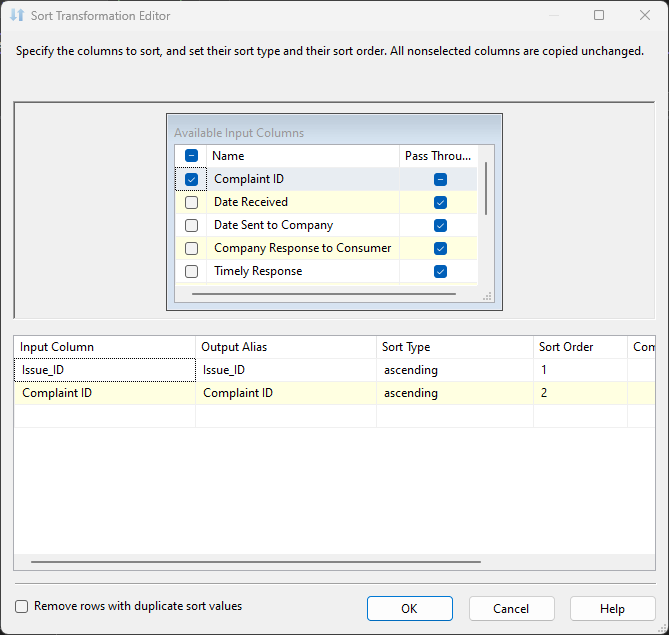 Sort Transformation Editor
Specify the columns to sort, and set their sort type and their sort order. All nonselected columns are copied unchanged.
Available Input Columns
Name Pass Throu...
Complaint ID
Date Received
Date Sent to Company
Company Response to Consumer
Timely Response
Input Column Output Alias Sort Type Sort Order Com
Issue_ID Issue_ID ascending 1
Complaint ID Complaint ID ascending 2
Remove rows with duplicate sort values OK Cancel Help